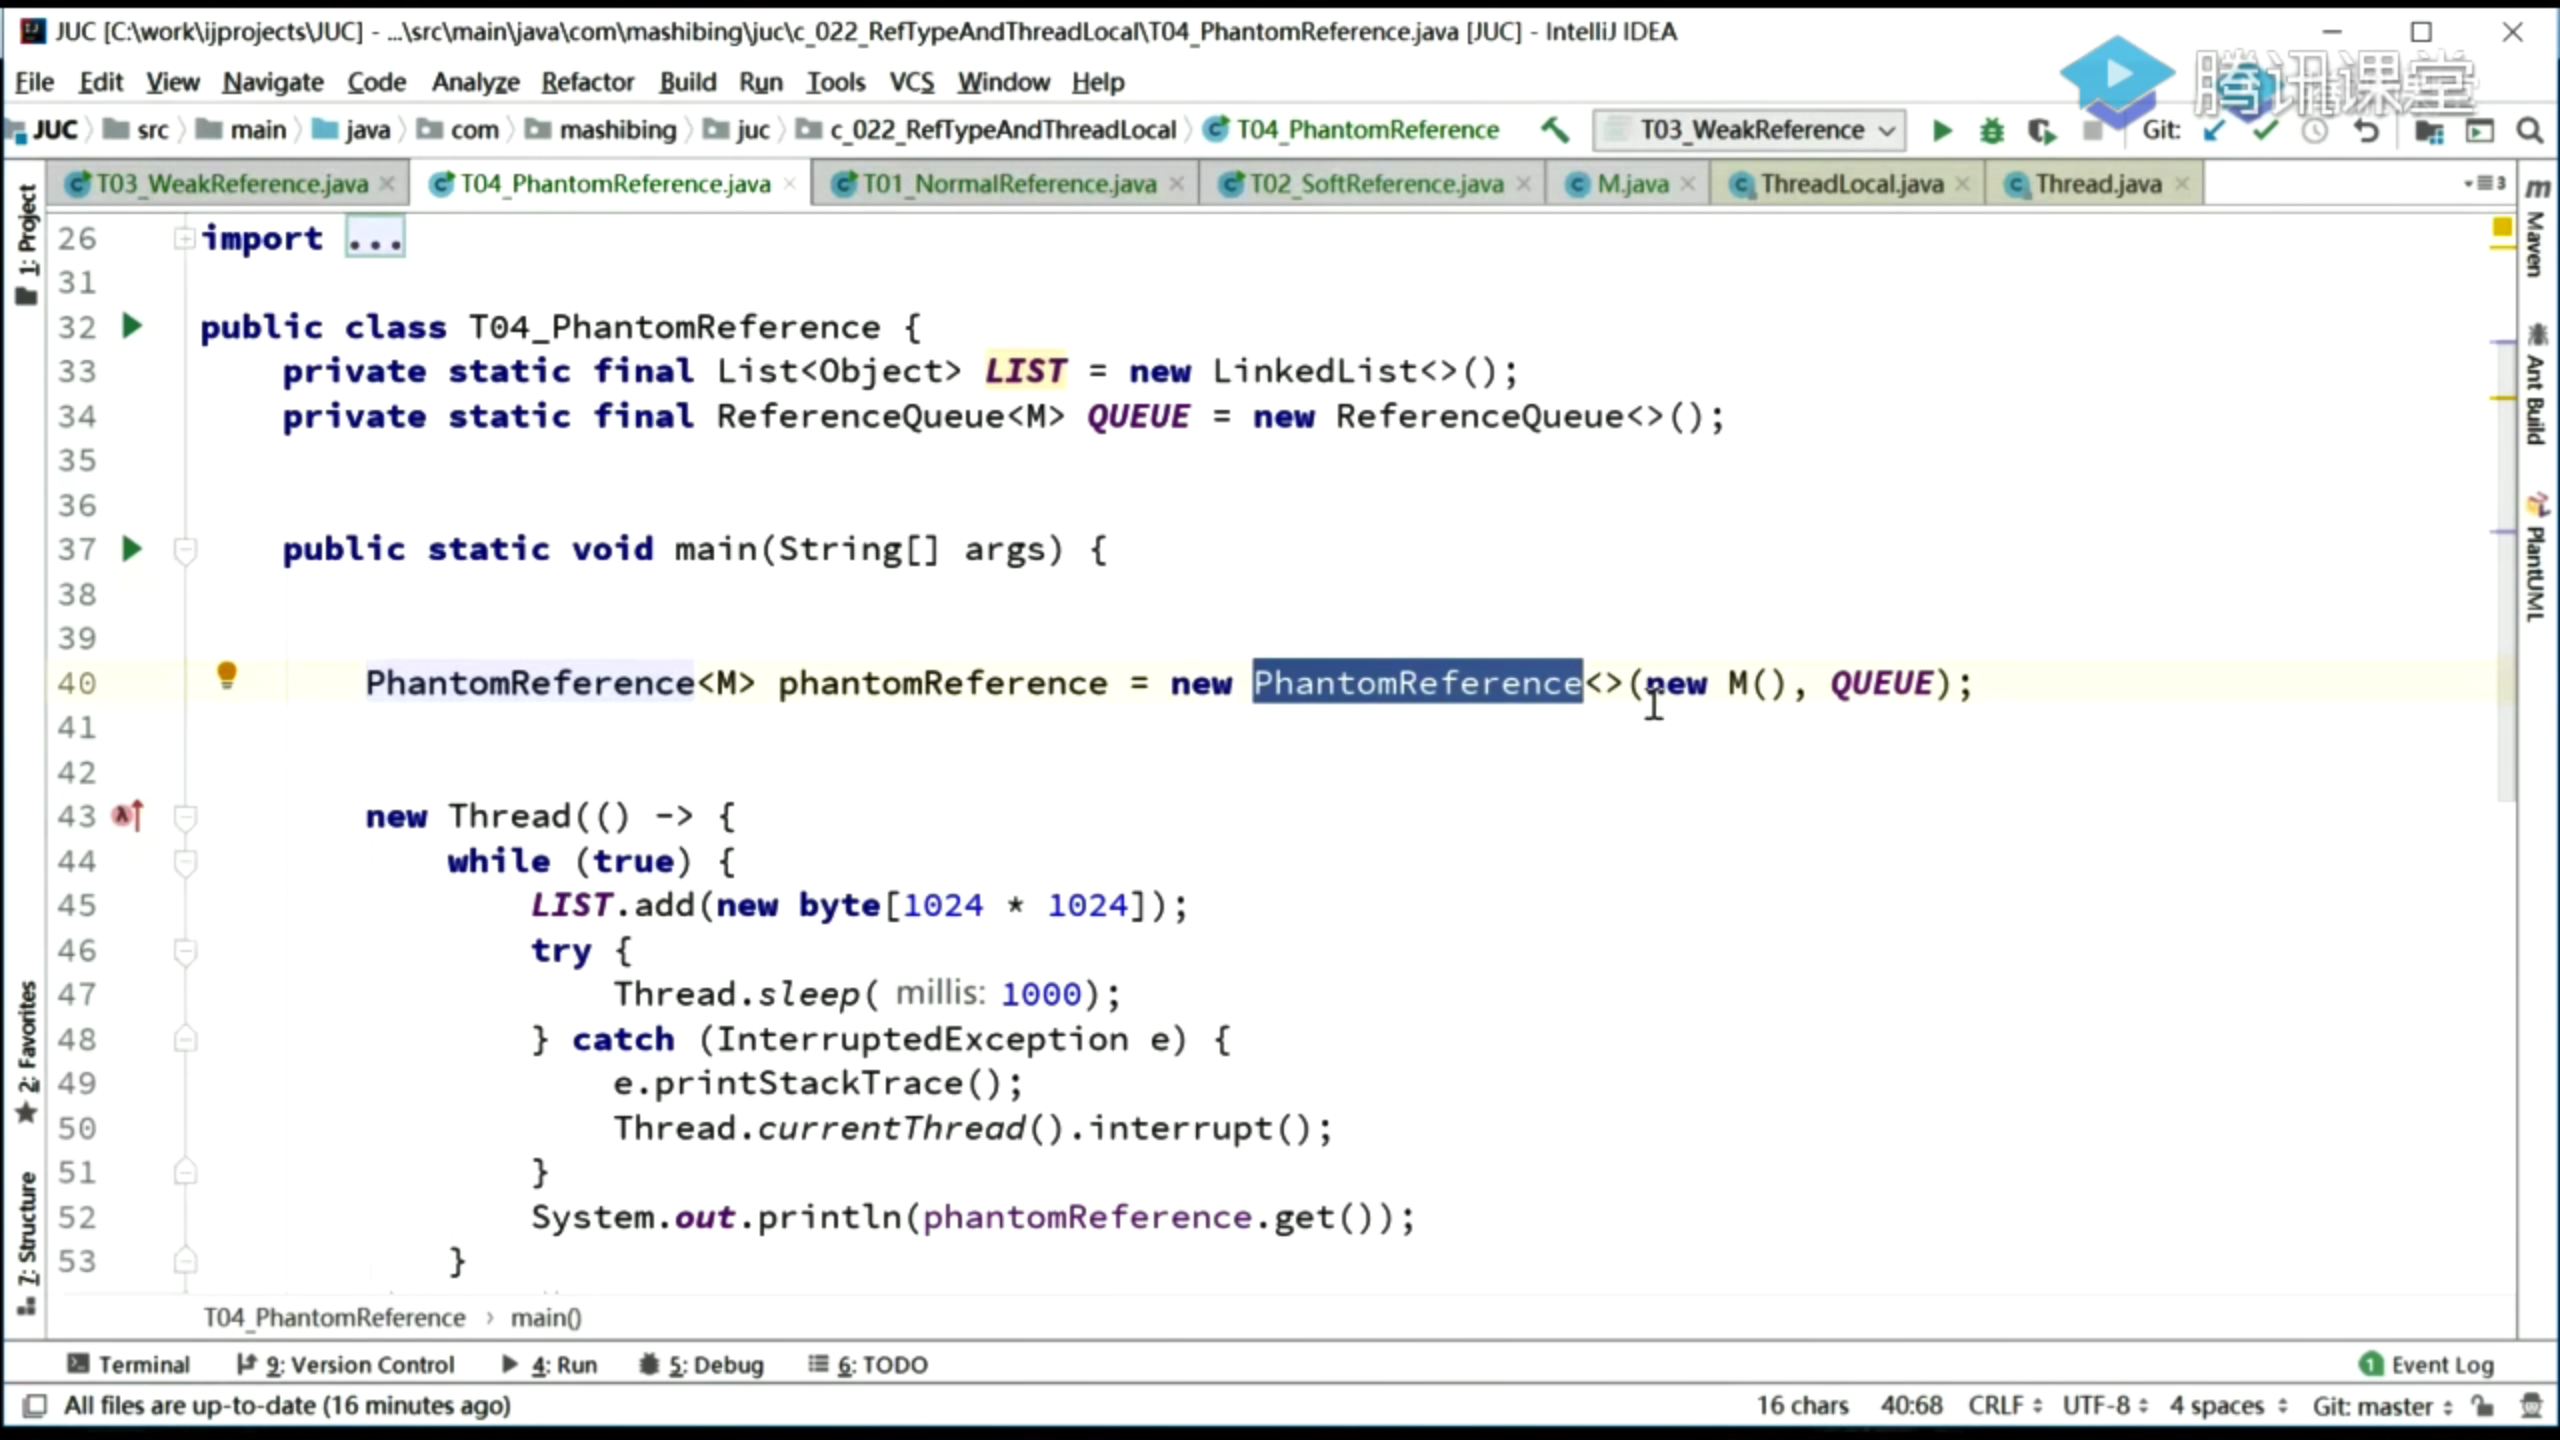 JUC [C:\work\ijprojects\JUC] - ...\src\main\java\com\mashibing\juc\c_022_RefTypeAndThreadLocal\T04_PhantomReference.java [JUC] - IntelliJ IDEA
腾讯课堂
File Edit View Navigate Code Analyze Refactor Build Run Tools VCS Window Help
JUC src main java com mashibing juc c_022_RefTypeAndThreadLocal T04_PhantomReference T03_WeakReference Git:
T03_WeakReference.java T04_PhantomReference.java T01_NormalReference.java T02_SoftReference.java M.java ThreadLocal.java Thread.java 3
1: Project
2: Favorites
7: Structure
26 import ...
31
32 public class T04_PhantomReference {
33 private static final List<Object> LIST = new LinkedList<>();
34 private static final ReferenceQueue<M> QUEUE = new ReferenceQueue<>();
35
36
37 public static void main(String[] args) {
38
39
40 PhantomReference<M> phantomReference = new PhantomReference<>(new M(), QUEUE);
41
42
43 new Thread(() -> {
44 while (true) {
45 LIST.add(new byte[1024 * 1024]);
46 try {
47 Thread.sleep( millis: 1000);
48 } catch (InterruptedException e) {
49 e.printStackTrace();
50 Thread.currentThread().interrupt();
51 }
52 System.out.println(phantomReference.get());
53 }
m Maven
Ant Build
PlantUML
T04_PhantomReference › main()
Terminal 9: Version Control 4: Run 5: Debug 6: TODO 1 Event Log
All files are up-to-date (16 minutes ago) 16 chars 40:68 CRLF UTF-8 4 spaces Git: master